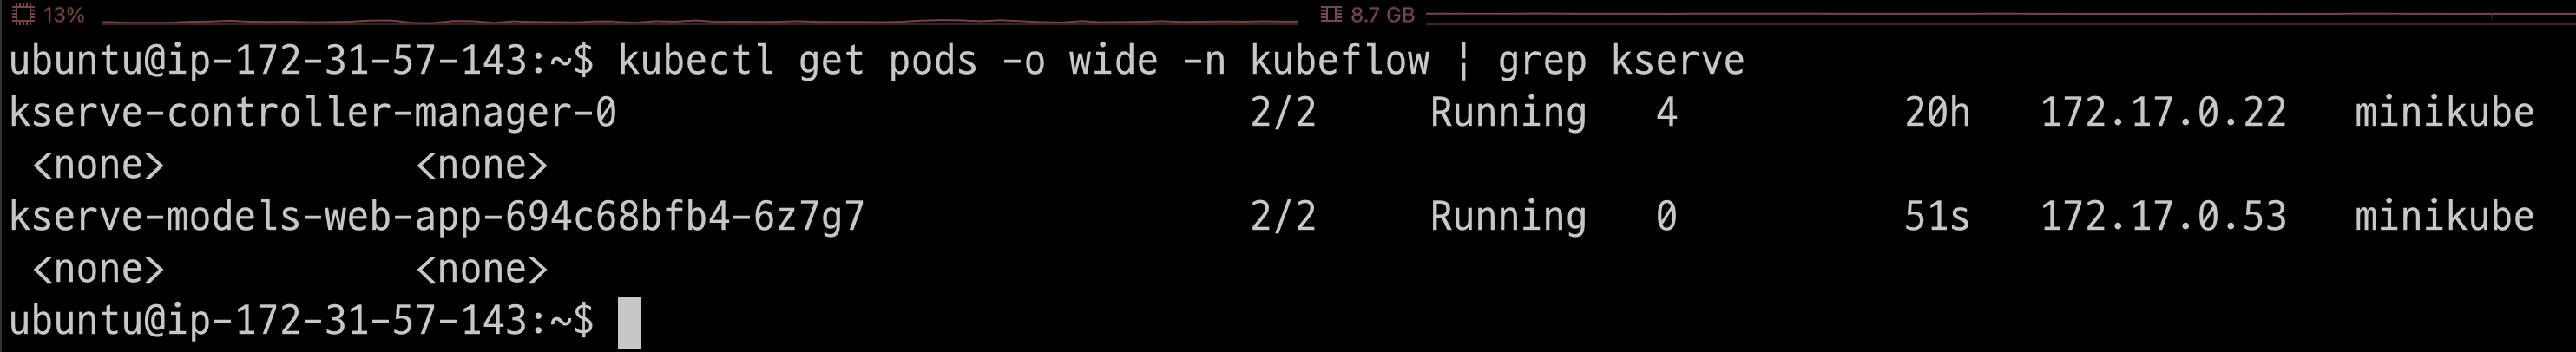 13% 8.7 GB
ubuntu@ip-172-31-57-143:~$ kubectl get pods -o wide -n kubeflow | grep kserve
kserve-controller-manager-0 2/2 Running 4 20h 172.17.0.22 minikube
<none> <none>
kserve-models-web-app-694c68bfb4-6z7g7 2/2 Running 0 51s 172.17.0.53 minikube
<none> <none>
ubuntu@ip-172-31-57-143:~$